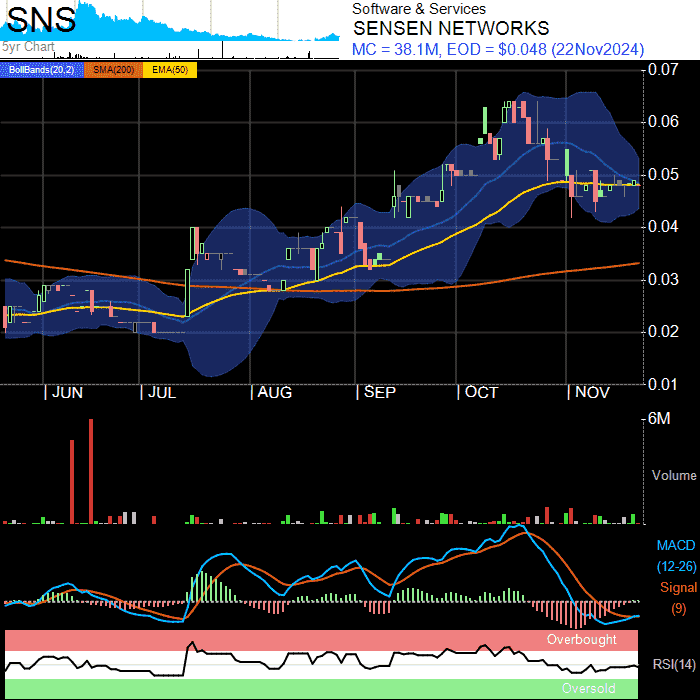 SNS
Software & Services
SENSEN NETWORKS
5yr Chart
MC = 38.1M, EOD = $0.048 (22Nov2024)
BollBands(20,2) SMA(200) EMA(50)
0.07
0.06
0.05
0.04
0.03
0.02
0.01
JUN JUL AUG SEP OCT NOV
6M
Volume
MACD
(12-26)
Signal
(9)
Overbought
RSI(14)
Oversold